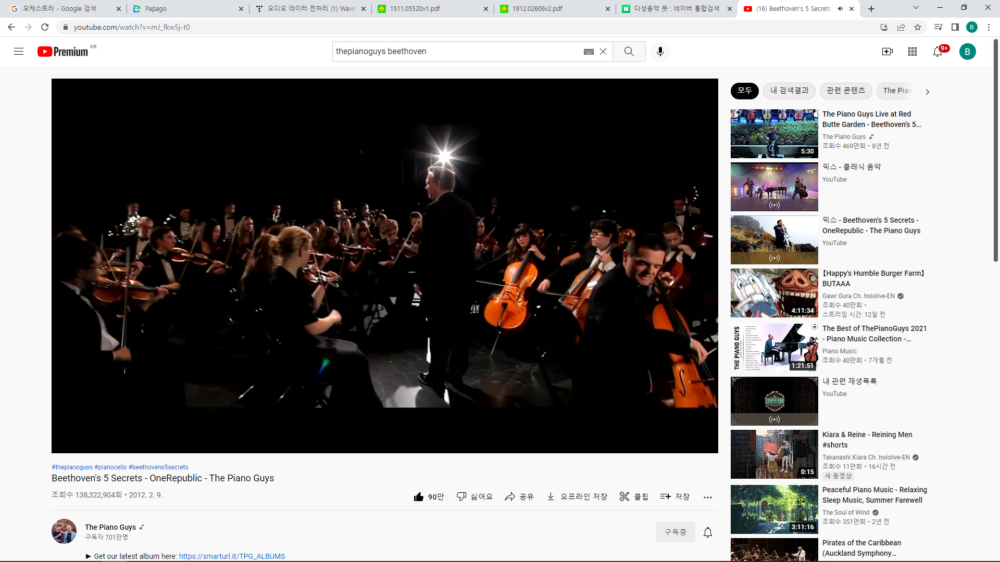 오케스트라 - Google 검색
Papago
오디오 데이터 전처리 (1) Wave
1511.05520v1.pdf
1912.02606v2.pdf
다성음악 뜻 : 네이버 통합검색
(16) Beethoven's 5 Secrets
youtube.com/watch?v=mJ_fkw5j-t0
B
Premium KR
thepianoguys beethoven
9+
B
모두
내 검색결과
관련 콘텐츠
The Pian
The Piano Guys Live at Red
Butte Garden - Beethoven's 5...
The Piano Guys
조회수 469만회 • 8년 전
5:30
믹스 - 클래식 음악
YouTube
믹스 - Beethoven's 5 Secrets -
OneRepublic - The Piano Guys
YouTube
【Happy's Humble Burger Farm】
BUTAAA
Gawr Gura Ch. hololive-EN
조회수 40만회 •
스트리밍 시간: 12일 전
4:11:34
THE PIANO GUYS
The Best of ThePianoGuys 2021
- Piano Music Collection -...
Piano Music
조회수 40만회 • 7개월 전
1:21:51
내 관련 재생목록
YouTube
Kiara & Reine - Reining Men
#shorts
Takanashi Kiara Ch. hololive-EN
조회수 11만회 • 16시간 전
새 동영상
0:15
Peaceful Piano Music - Relaxing
Sleep Music, Summer Farewell
The Soul of Wind
조회수 351만회 • 2년 전
3:11:16
Pirates of the Caribbean
(Auckland Symphony...
#thepianoguys #pianocello #beethovens5secrets
Beethoven's 5 Secrets - OneRepublic - The Piano Guys
조회수 138,322,904회 • 2012. 2. 9.
90만
싫어요
공유
오프라인 저장
클립
저장
The Piano Guys
구독자 701만명
구독중
► Get our latest album here: https://smarturl.it/TPG_ALBUMS